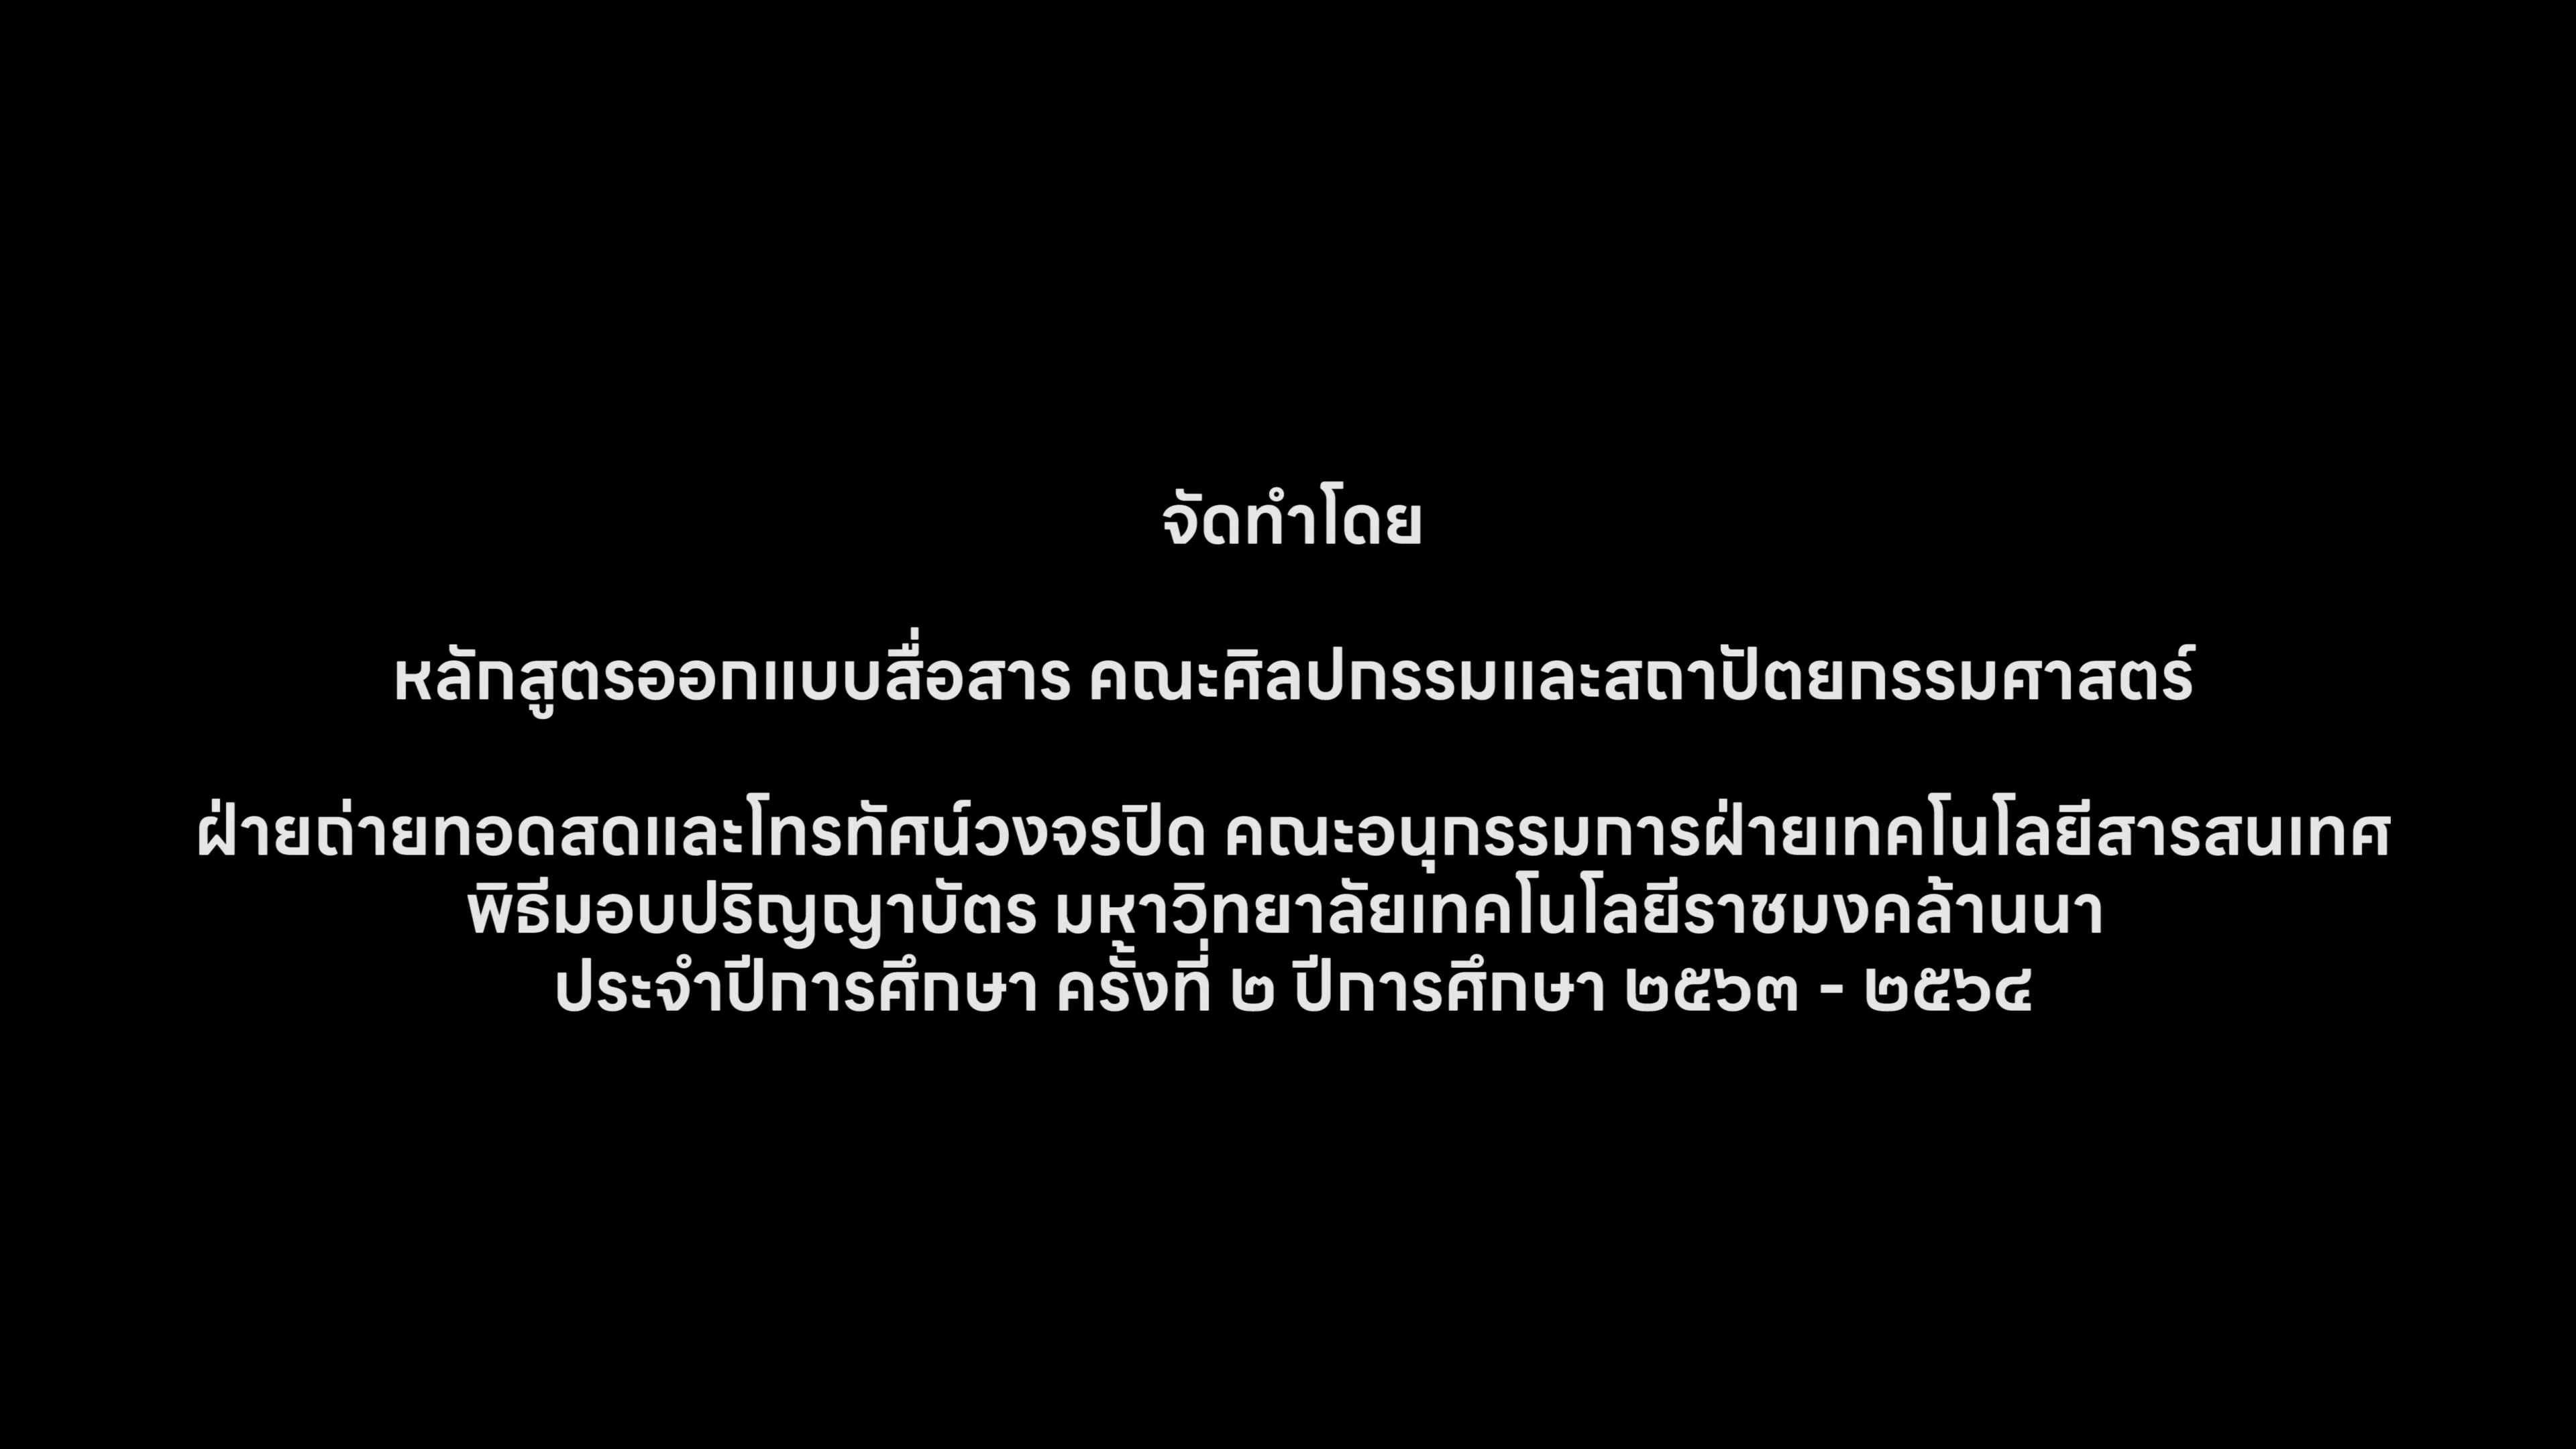 จัดทำโดย
หลักสูตรออกแบบสื่อสาร คณะศิลปกรรมและสถาปัตยกรรมศาสตร์
ฝ่ายถ่ายทอดสดและโทรทัศน์วงจรปิด คณะอนุกรรมการฝ่ายเทคโนโลยีสารสนเทศ
พิธีมอบปริญญาบัตร มหาวิทยาลัยเทคโนโลยีราชมงคล้านนา
ประจำปีการศึกษา ครั้งที่ ๒ ปีการศึกษา ๒๕๖๓ - ๒๕๖๔